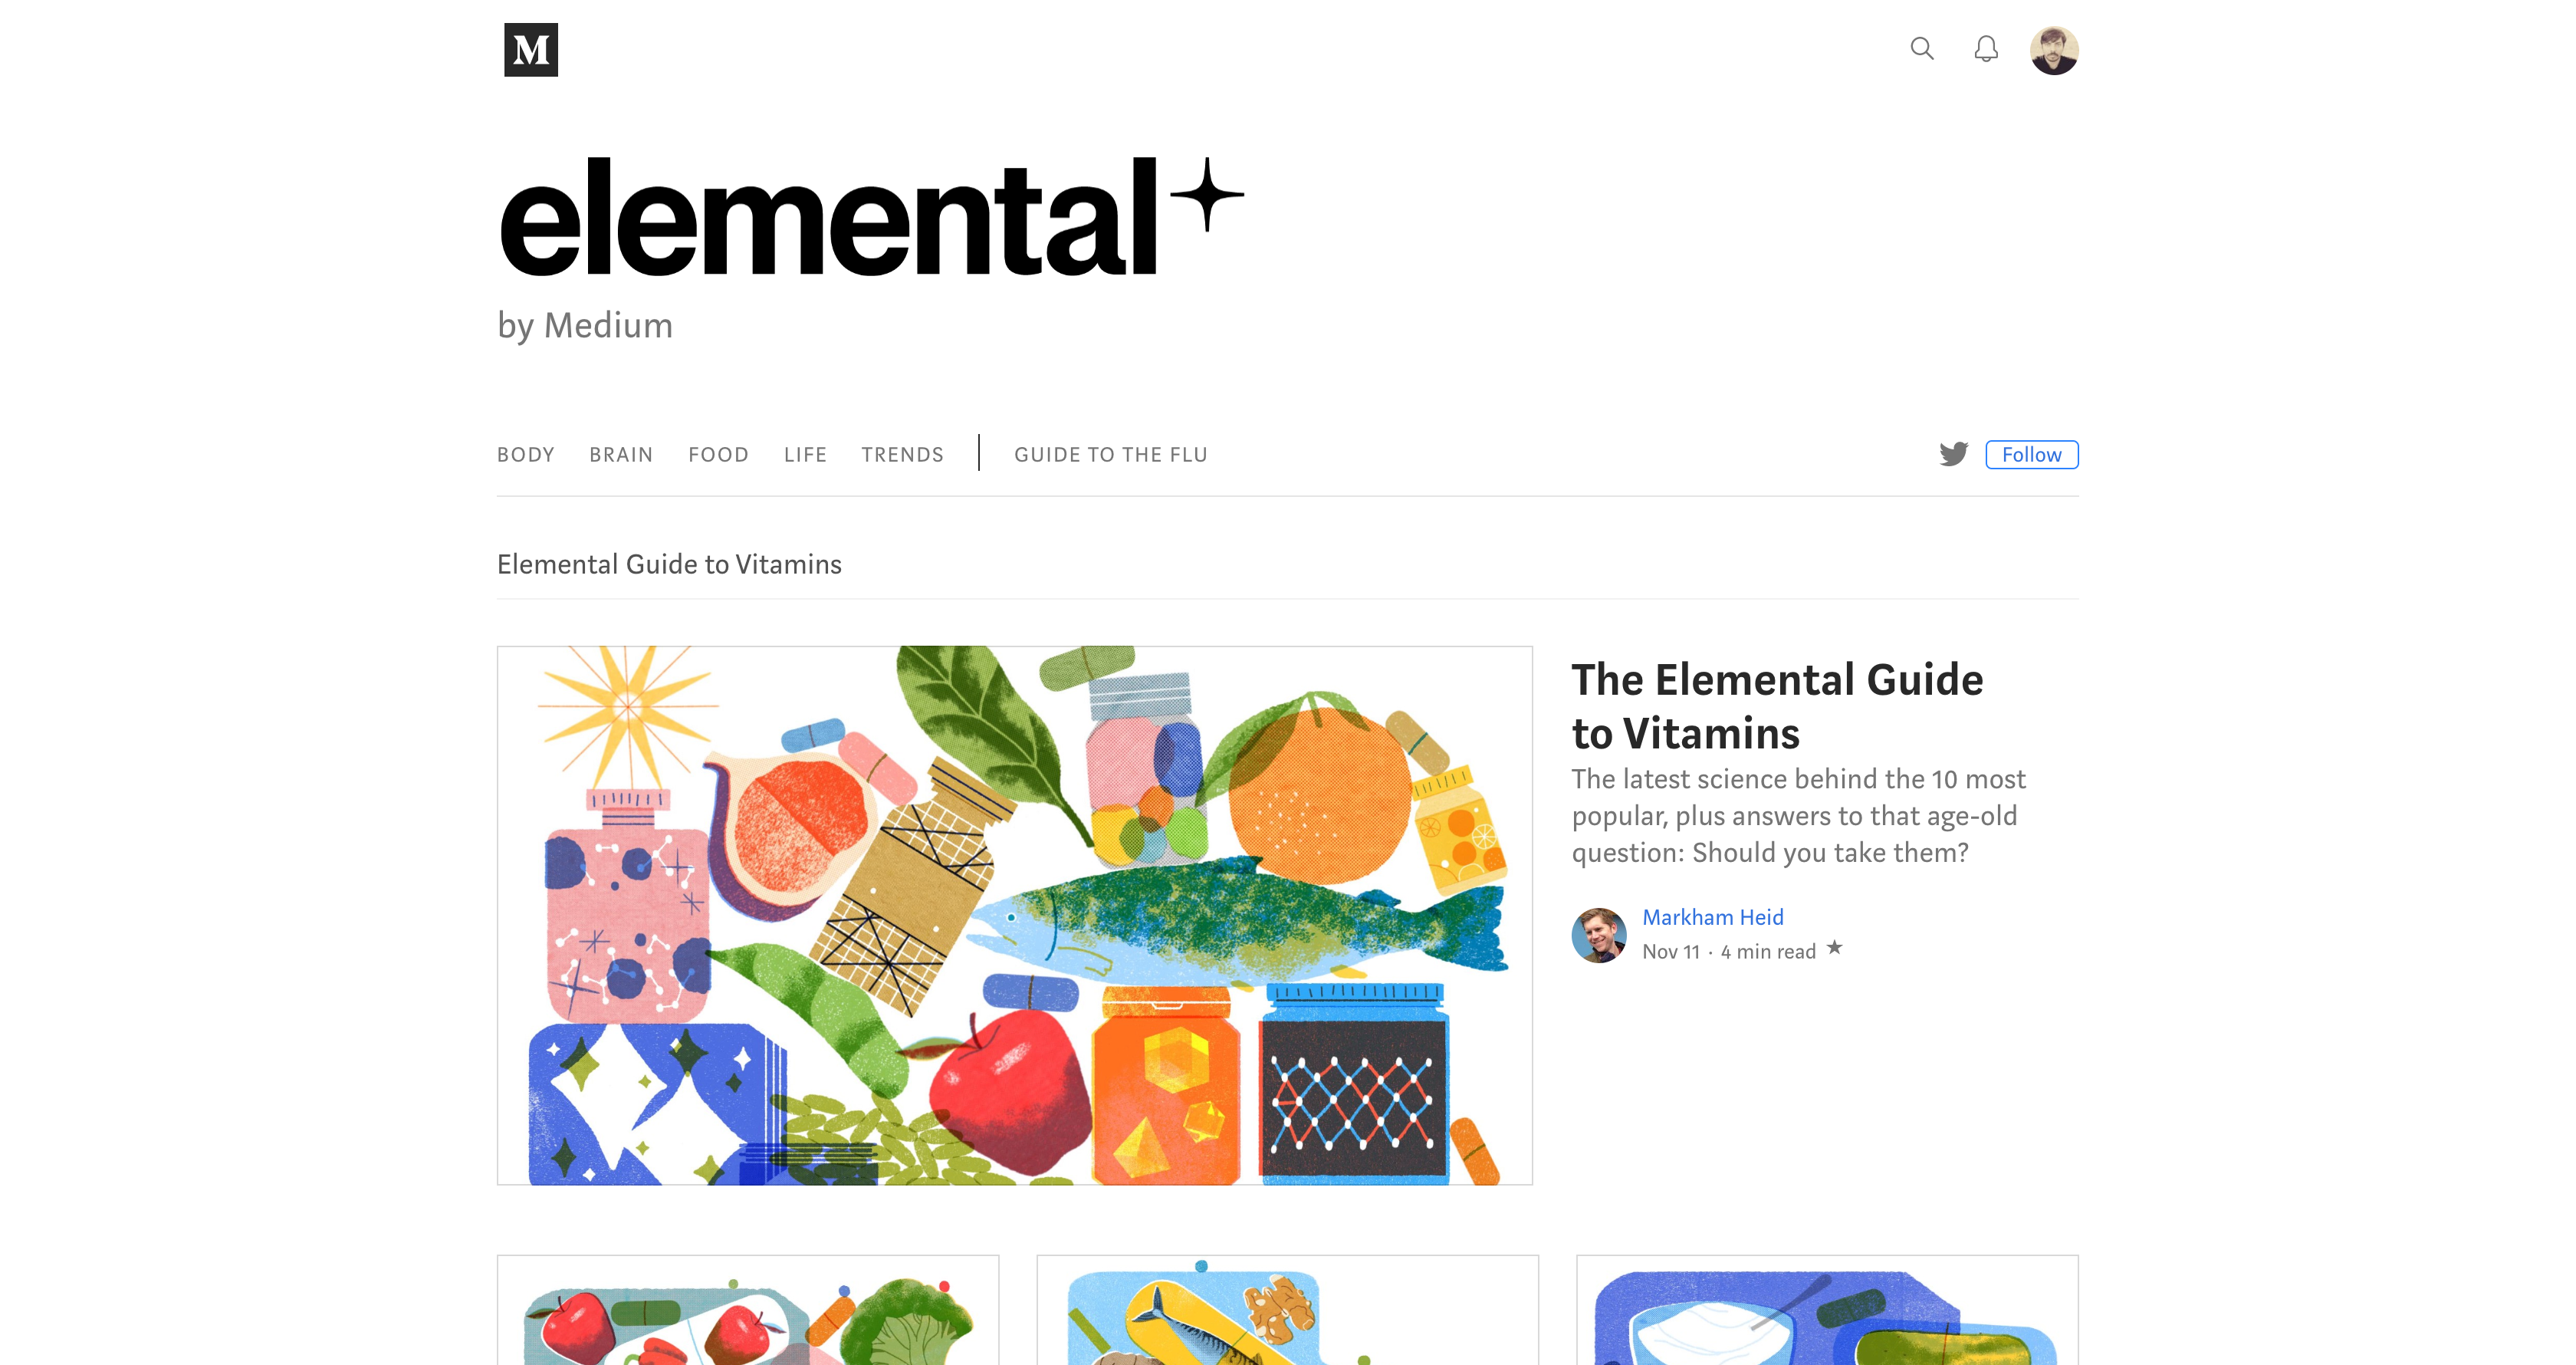 M
elemental
by Medium
BODY BRAIN FOOD LIFE TRENDS GUIDE TO THE FLU Follow
Elemental Guide to Vitamins
The Elemental Guide
to Vitamins
The latest science behind the 10 most
popular, plus answers to that age-old
question: Should you take them?
Markham Heid
Nov 11 · 4 min read ★